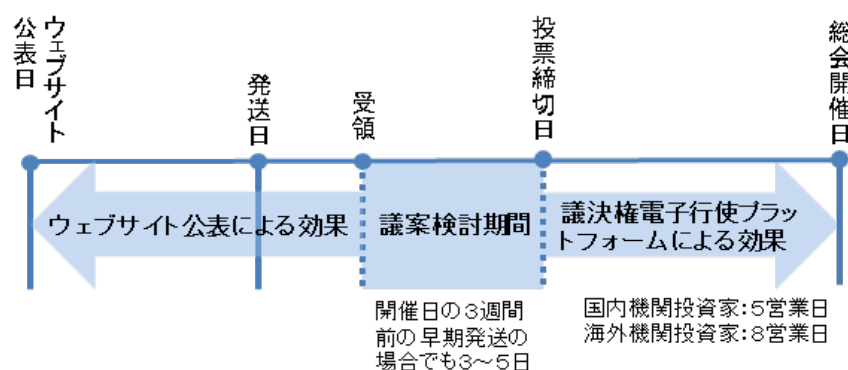 ウェブサイト
公表日
発送日
受領
投票締切日
総会開催日
ウェブサイト公表による効果
議案検討期間
議決権電子行使プラッ
トフォームによる効果
開催日の3週間
前の早期発送の
場合でも3～5日
国内機関投資家:5営業日
海外機関投資家:8営業日